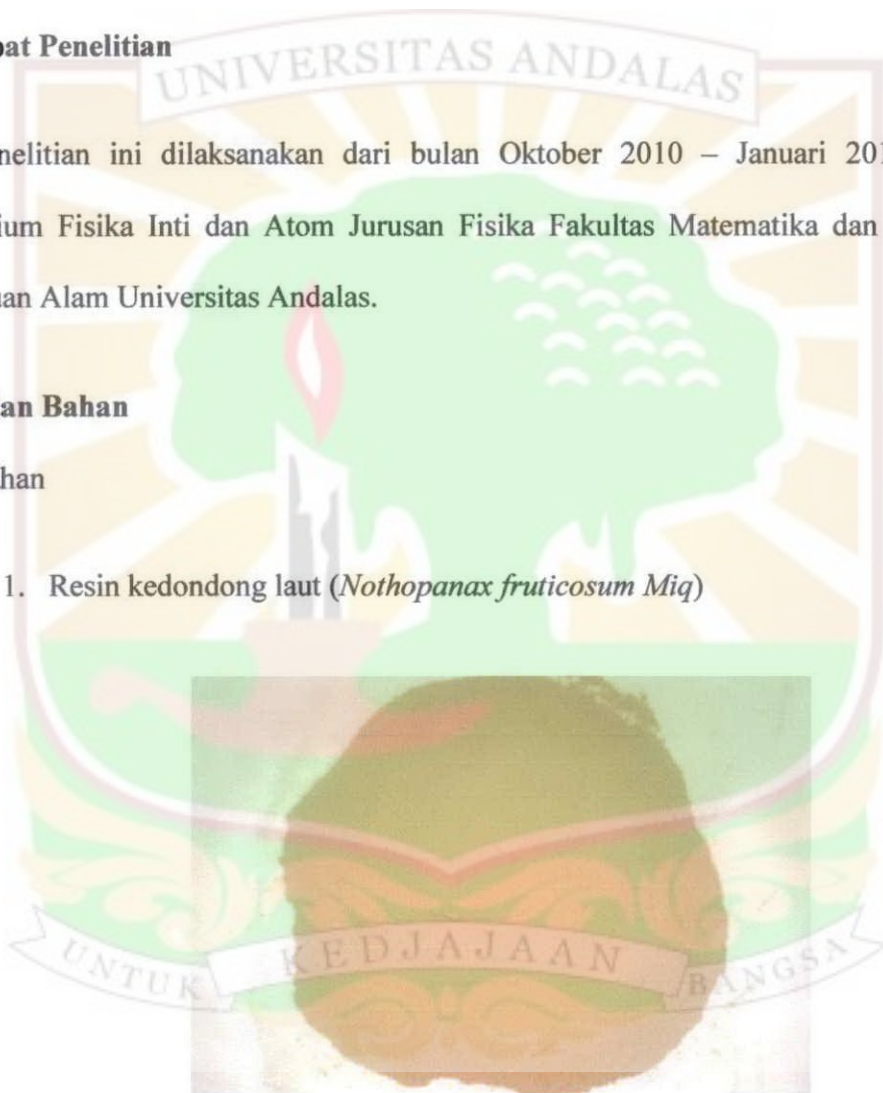 UNIVERSITAS ANDALAS
pat Penelitian
nelitian ini dilaksanakan dari bulan Oktober 2010 – Januari 201
ium Fisika Inti dan Atom Jurusan Fisika Fakultas Matematika dan
an Alam Universitas Andalas.
an Bahan
han
1. Resin kedondong laut (Nothopanax fruticosum Miq)
UNTUK KEDJAJAAN BANGSA